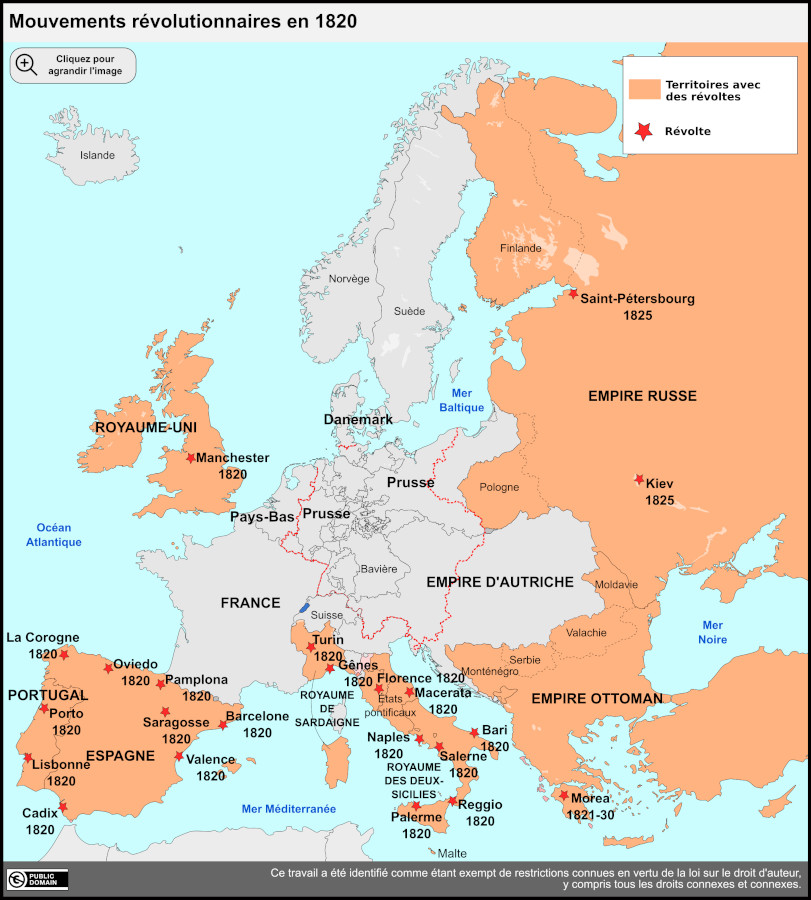 Mouvements révolutionnaires en 1820
Cliquez pour
agrandir l'image
Territoires avec
des révoltes
Révolte
Islande
Finlande
Norvège
Suède
Saint-Pétersbourg
1825
EMPIRE RUSSE
Mer
Baltique
Danemark
ROYAUME-UNI
Manchester
1820
Prusse
Pologne
Kiev
1825
Océan
Atlantique
Pays-Bas
Prusse
Bavière
EMPIRE D'AUTRICHE
Moldavie
FRANCE
Suisse
Valachie
Mer
Noire
La Corogne
1820
Turin
1820
Oviedo
1820
Gênes
1820
Florence 1820
Serbie
Monténégro
Pamplona
1820
PORTUGAL
Porto
1820
ROYAUME
DE
SARDAIGNE
Macerata
1820
États
pontificaux
EMPIRE OTTOMAN
Saragosse
1820
Barcelone
1820
Naples
1820
Bari
1820
ESPAGNE
Lisbonne
1820
Valence
1820
Salerne
1820
ROYAUME
DES DEUX-
SICILIES
Cadix
1820
Mer Méditerranée
Palerme
1820
Reggio
1820
Morea
1821-30
Malte
PUBLIC
DOMAIN
Ce travail a été identifié comme étant exempt de restrictions connues en vertu de la loi sur le droit d'auteur,
y compris tous les droits connexes et connexes.